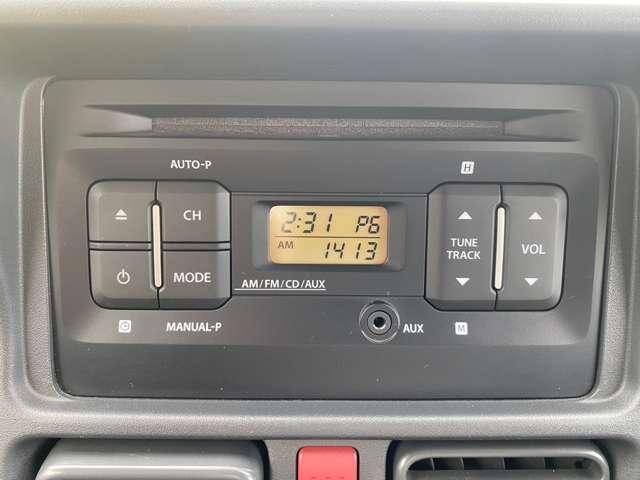 AUTO-P
H
CH
2:31 P6
AM 1413
TUNE
TRACK
VOL
MODE
AM/FM/CD/AUX
C
MANUAL-P
AUX
M